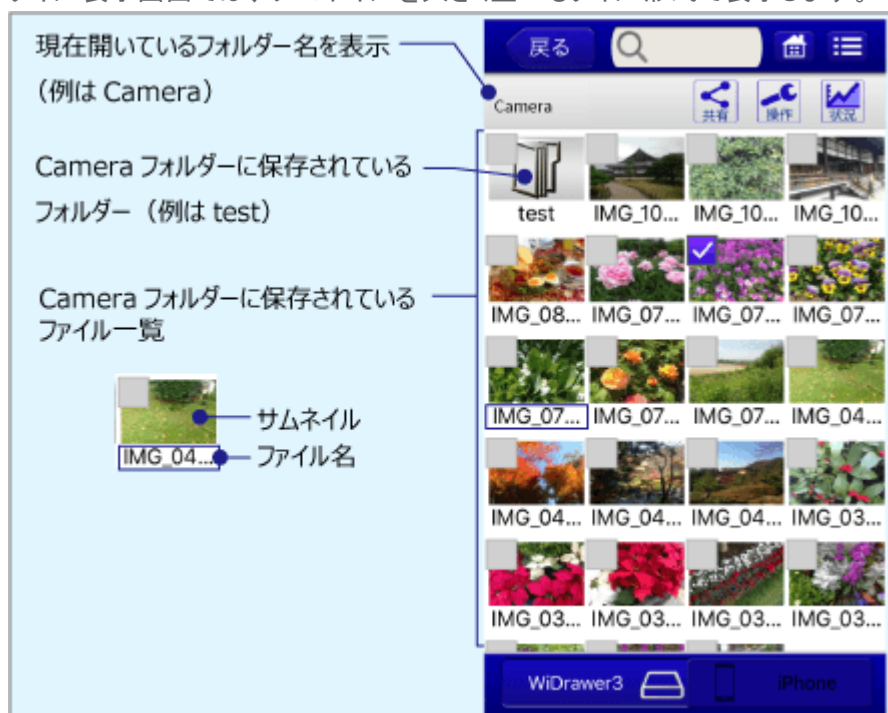 現在開いているフォルダー名を表示
（例は Camera）
Camera フォルダーに保存されている
フォルダー（例は test）
Camera フォルダーに保存されている
ファイル一覧
サムネイル
IMG_04... ファイル名
戻る
Camera 共有 操作 状況
test IMG_10... IMG_10... IMG_10...
IMG_08... IMG_07... IMG_07... IMG_07...
IMG_07... IMG_07... IMG_07... IMG_04...
IMG_04... IMG_04... IMG_04... IMG_03...
IMG_03... IMG_03... IMG_03... IMG_03...
WiDrawer3 iPhone